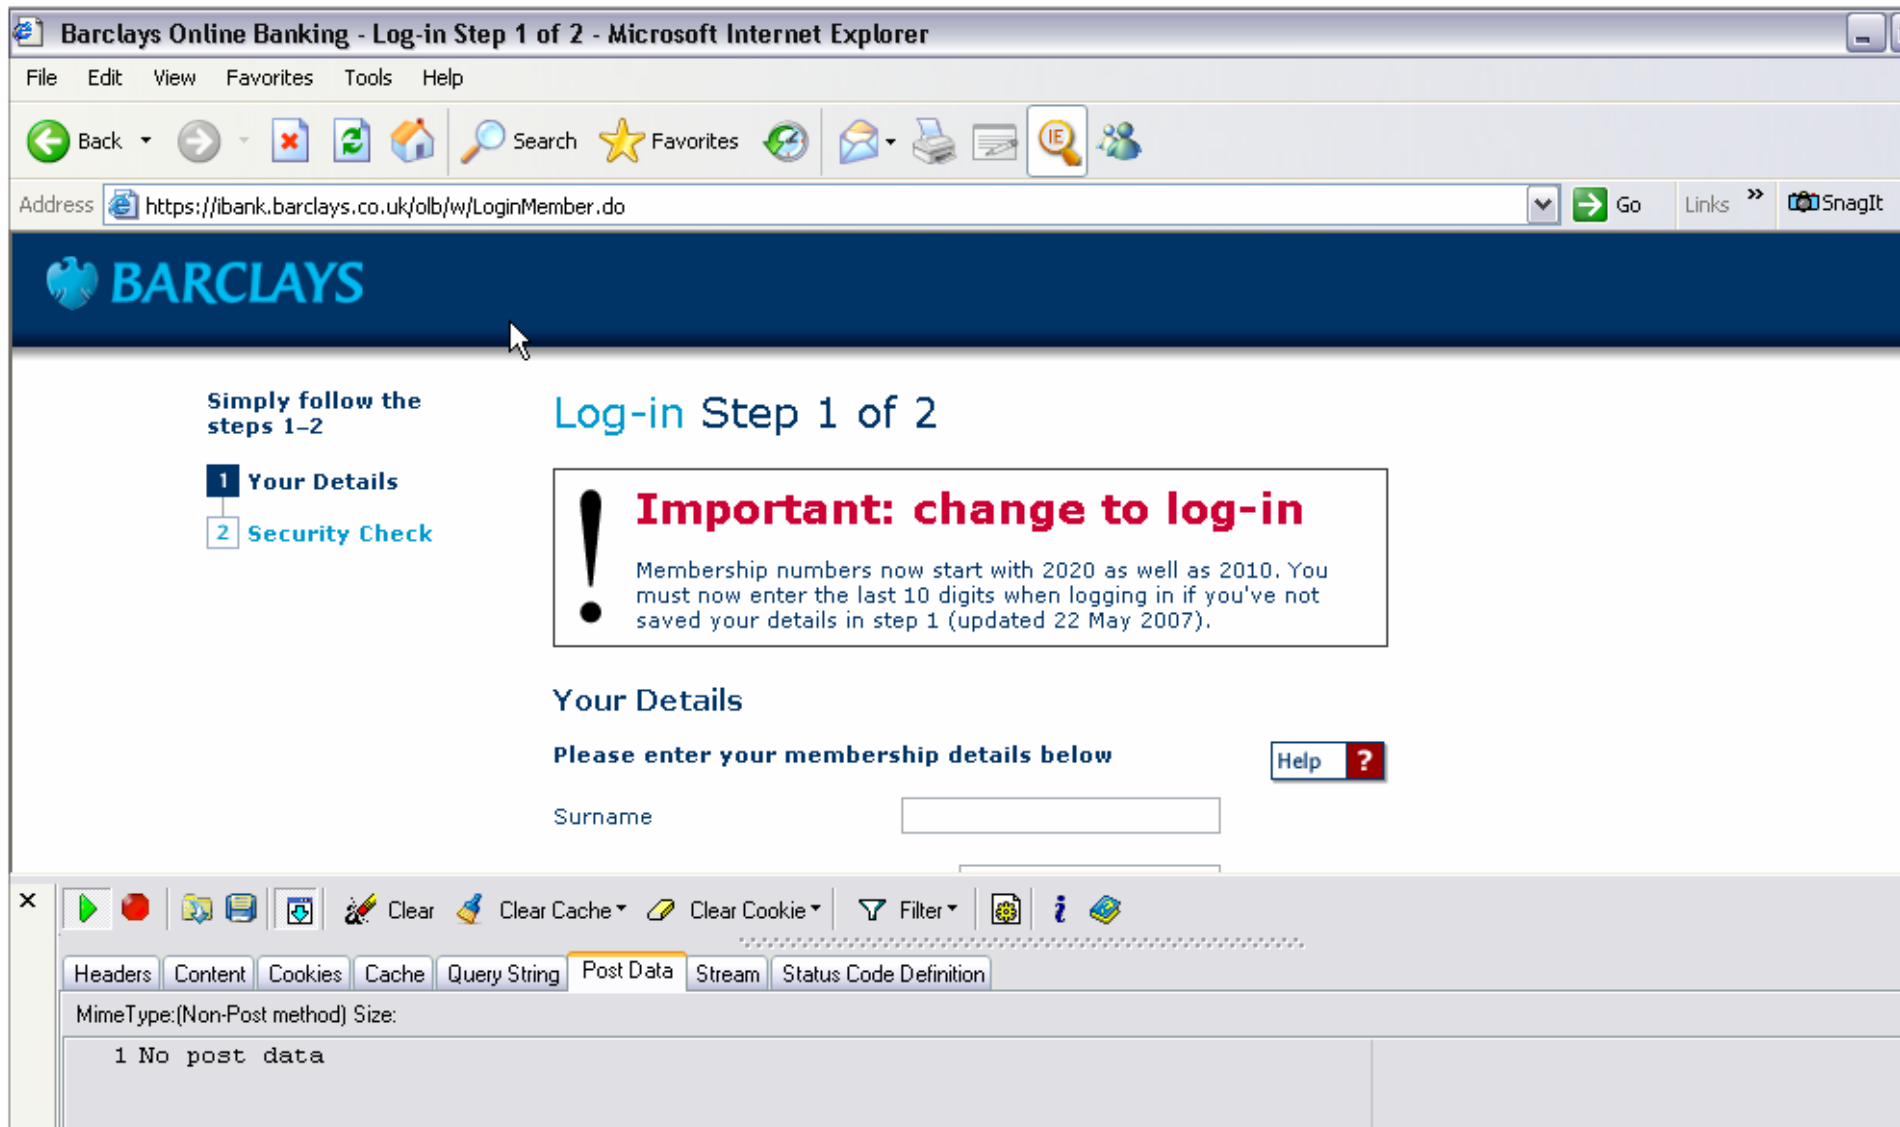 Barclays Online Banking - Log-in Step 1 of 2 - Microsoft Internet Explorer
File Edit View Favorites Tools Help
Back Search Favorites IE
Address https://ibank.barclays.co.uk/olb/w/LoginMember.do Go Links » SnagIt
BARCLAYS
Simply follow the
steps 1–2
1 Your Details
2 Security Check
Log-in Step 1 of 2
! Important: change to log-in
Membership numbers now start with 2020 as well as 2010. You
must now enter the last 10 digits when logging in if you've not
saved your details in step 1 (updated 22 May 2007).
Your Details
Please enter your membership details below
Help ?
Surname
Clear Clear Cache Clear Cookie Filter
Headers Content Cookies Cache Query String Post Data Stream Status Code Definition
MimeType:(Non-Post method) Size:
1 No post data